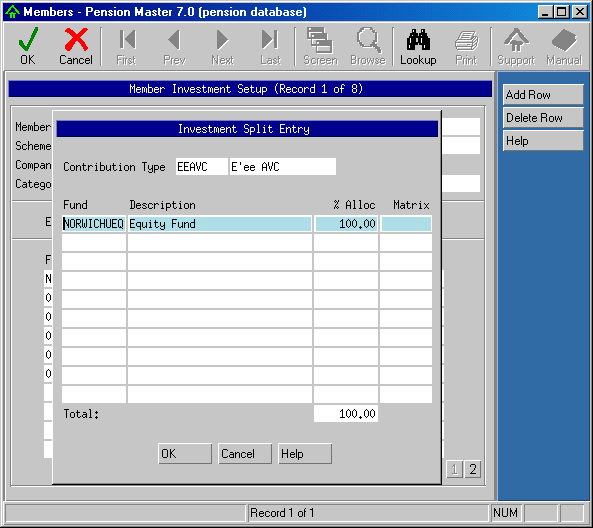 Members - Pension Master 7.0 (pension database)
OK Cancel First Prev Next Last Screen Browse Lookup Print Support Manual
Member Investment Setup (Record 1 of 8)
Add Row
Delete Row
Help
Member
Scheme
Compan
Catego
Investment Split Entry
Contribution Type EEAVC E'ee AVC
Fund Description % Alloc Matrix
NORWICHUEQ Equity Fund 100.00
E
F
N
0
0
0
0
0
Total: 100.00
OK Cancel Help
1 2
Record 1 of 1 NUM